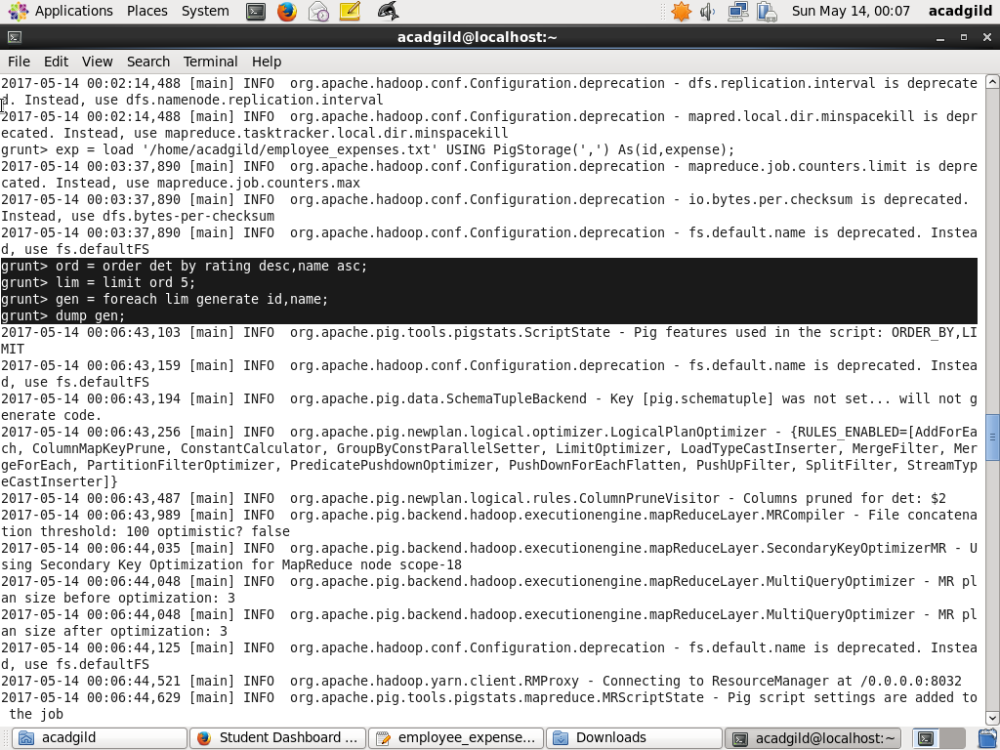 Applications Places System Sun May 14, 00:07 acadgild
acadgild@localhost:~
File Edit View Search Terminal Help
2017-05-14 00:02:14,488 [main] INFO  org.apache.hadoop.conf.Configuration.deprecation - dfs.replication.interval is deprecate
d. Instead, use dfs.namenode.replication.interval
2017-05-14 00:02:14,488 [main] INFO  org.apache.hadoop.conf.Configuration.deprecation - mapred.local.dir.minspacekill is depr
ecated. Instead, use mapreduce.tasktracker.local.dir.minspacekill
grunt> exp = load '/home/acadgild/employee_expenses.txt' USING PigStorage(',') As(id,expense);
2017-05-14 00:03:37,890 [main] INFO  org.apache.hadoop.conf.Configuration.deprecation - mapreduce.job.counters.limit is depre
cated. Instead, use mapreduce.job.counters.max
2017-05-14 00:03:37,890 [main] INFO  org.apache.hadoop.conf.Configuration.deprecation - io.bytes.per.checksum is deprecated.
Instead, use dfs.bytes-per-checksum
2017-05-14 00:03:37,890 [main] INFO  org.apache.hadoop.conf.Configuration.deprecation - fs.default.name is deprecated. Instea
d, use fs.defaultFS
grunt> ord = order det by rating desc,name asc;
grunt> lim = limit ord 5;
grunt> gen = foreach lim generate id,name;
grunt> dump gen;
2017-05-14 00:06:43,103 [main] INFO  org.apache.pig.tools.pigstats.ScriptState - Pig features used in the script: ORDER_BY,LI
MIT
2017-05-14 00:06:43,159 [main] INFO  org.apache.hadoop.conf.Configuration.deprecation - fs.default.name is deprecated. Instea
d, use fs.defaultFS
2017-05-14 00:06:43,194 [main] INFO  org.apache.pig.data.SchemaTupleBackend - Key [pig.schematuple] was not set... will not g
enerate code.
2017-05-14 00:06:43,256 [main] INFO  org.apache.pig.newplan.logical.optimizer.LogicalPlanOptimizer - {RULES_ENABLED=[AddForEa
ch, ColumnMapKeyPrune, ConstantCalculator, GroupByConstParallelSetter, LimitOptimizer, LoadTypeCastInserter, MergeFilter, Mer
geForEach, PartitionFilterOptimizer, PredicatePushdownOptimizer, PushDownForEachFlatten, PushUpFilter, SplitFilter, StreamTyp
eCastInserter]}
2017-05-14 00:06:43,487 [main] INFO  org.apache.pig.newplan.logical.rules.ColumnPruneVisitor - Columns pruned for det: $2
2017-05-14 00:06:43,989 [main] INFO  org.apache.pig.backend.hadoop.executionengine.mapReduceLayer.MRCompiler - File concatena
tion threshold: 100 optimistic? false
2017-05-14 00:06:44,035 [main] INFO  org.apache.pig.backend.hadoop.executionengine.mapReduceLayer.SecondaryKeyOptimizerMR - U
sing Secondary Key Optimization for MapReduce node scope-18
2017-05-14 00:06:44,048 [main] INFO  org.apache.pig.backend.hadoop.executionengine.mapReduceLayer.MultiQueryOptimizer - MR pl
an size before optimization: 3
2017-05-14 00:06:44,048 [main] INFO  org.apache.pig.backend.hadoop.executionengine.mapReduceLayer.MultiQueryOptimizer - MR pl
an size after optimization: 3
2017-05-14 00:06:44,125 [main] INFO  org.apache.hadoop.conf.Configuration.deprecation - fs.default.name is deprecated. Instea
d, use fs.defaultFS
2017-05-14 00:06:44,521 [main] INFO  org.apache.hadoop.yarn.client.RMProxy - Connecting to ResourceManager at /0.0.0.0:8032
2017-05-14 00:06:44,629 [main] INFO  org.apache.pig.tools.pigstats.mapreduce.MRScriptState - Pig script settings are added to
 the job
acadgild Student Dashboard ... employee_expense... Downloads acadgild@localhost:~